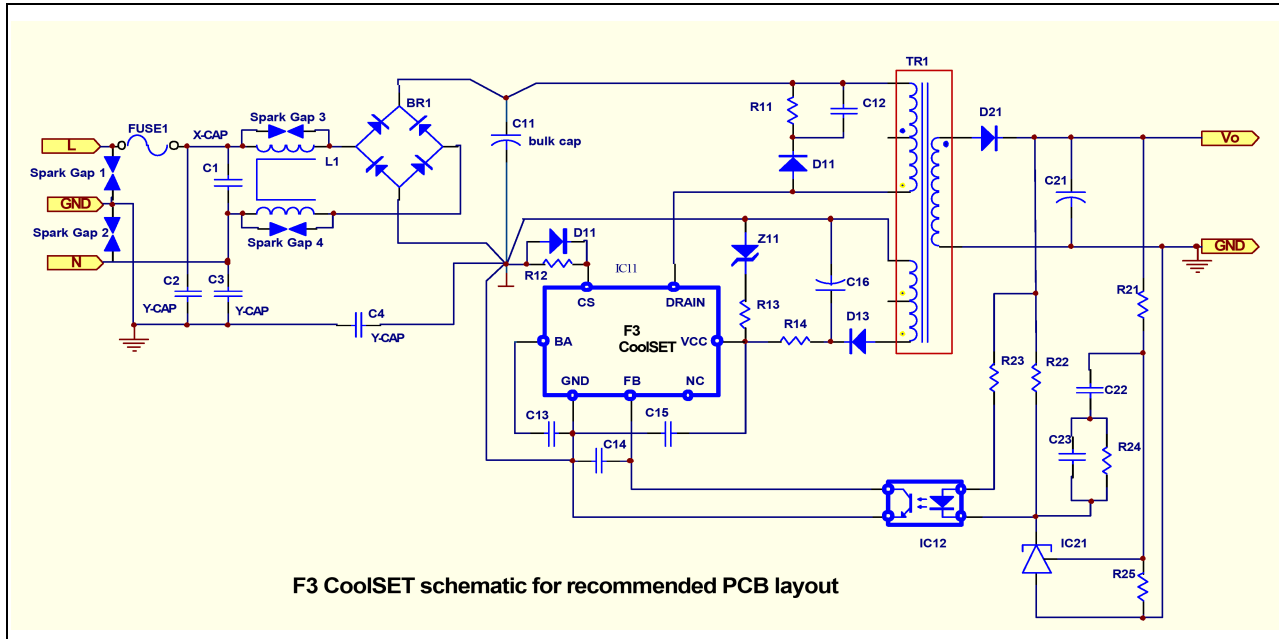 TR1
BR1
Spark Gap 3
FUSE1
X-CAP
R11
C12
D21
C11
bulk cap
L
L1
Vo
Spark Gap 1
C1
D11
C21
GND
Spark Gap 2
Spark Gap 4
D11
Z11
GND
N
R12
IC11
C2
C3
C16
R21
Y-CAP
Y-CAP
CS
DRAIN
R13
C4
Y-CAP
F3
CoolSET
BA
VCC
R14
D13
R23
R22
GND
FB
NC
C22
C13
C15
C14
C23
R24
IC12
IC21
R25
F3 CoolSET schematic for recommended PCB layout